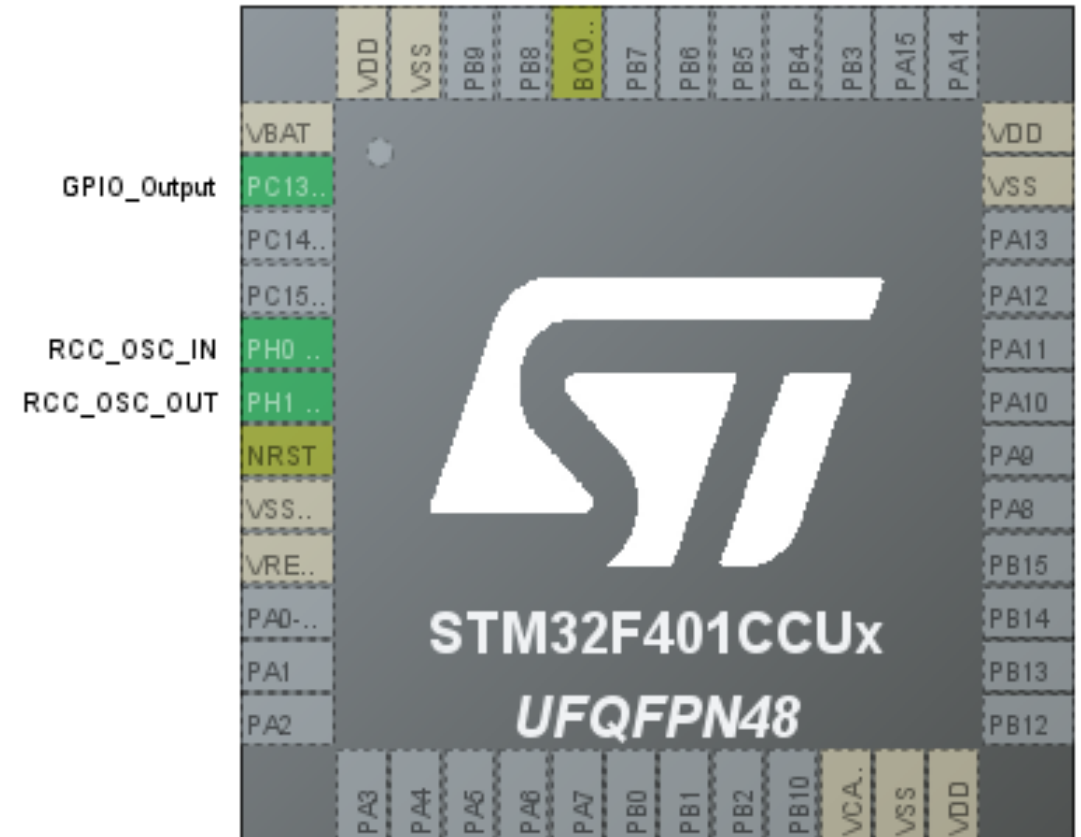 VDD
VSS
PB9
PB8
BOO..
PB7
PB6
PB5
PB4
PB3
PA15
PA14
VBAT
GPIO_Output PC13..
PC14..
PC15..
RCC_OSC_IN PH0 ..
RCC_OSC_OUT PH1 ..
NRST
VSS..
VRE..
PA0-..
PA1
PA2
VDD
VSS
PA13
PA12
PA11
PA10
PA9
PA8
PB15
PB14
PB13
PB12
ST
STM32F401CCUx
UFQFPN48
PA3
PA4
PA5
PA6
PA7
PB0
PB1
PB2
PB10
VCA..
VSS
VDD